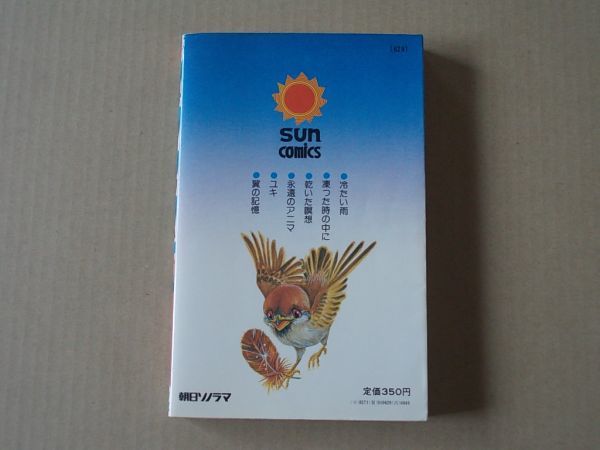 sun
comics
●冷たい雨
●凍った時の中に
●乾いた瞑想
●永遠のアニマ
●ユキ
●翼の記憶
定価350円
朝日ソノラマ